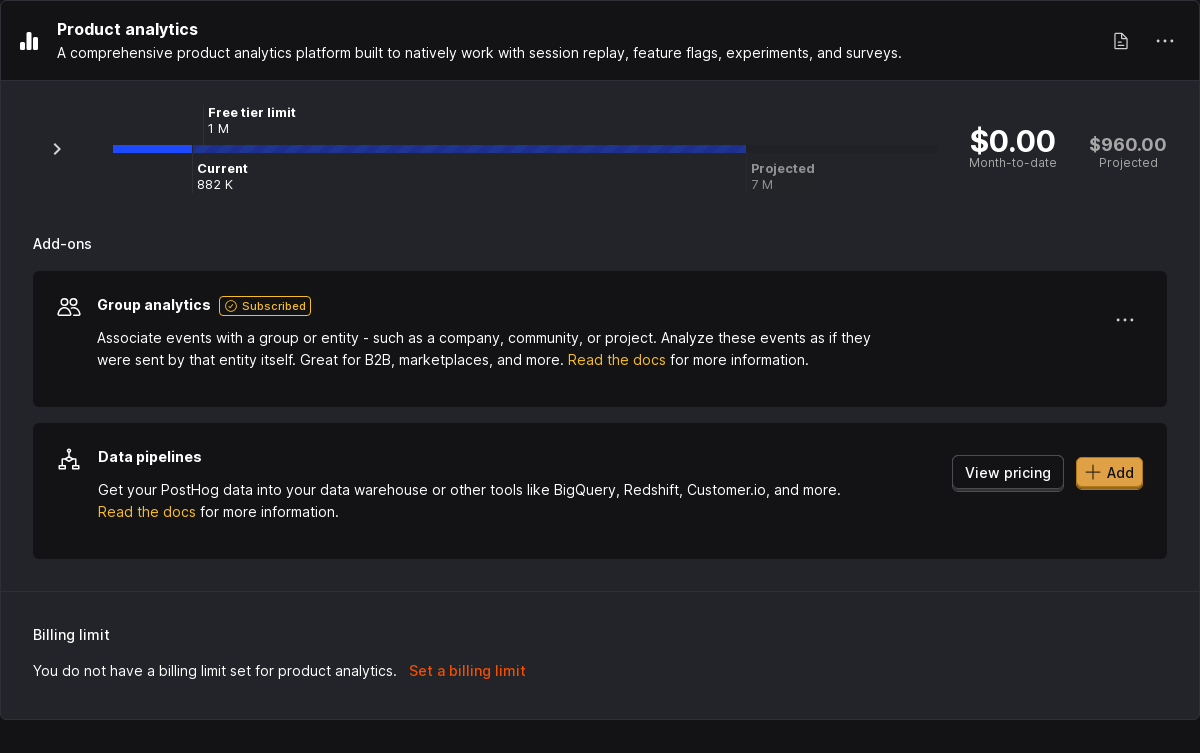 Product analytics
A comprehensive product analytics platform built to natively work with session replay, feature flags, experiments, and surveys.
Free tier limit
1 M
Current
882 K
Projected
7 M
$0.00
Month-to-date
$960.00
Projected
Add-ons
Group analytics Subscribed
Associate events with a group or entity - such as a company, community, or project. Analyze these events as if they
were sent by that entity itself. Great for B2B, marketplaces, and more. Read the docs for more information.
Data pipelines
Get your PostHog data into your data warehouse or other tools like BigQuery, Redshift, Customer.io, and more.
Read the docs for more information.
View pricing
Add
Billing limit
You do not have a billing limit set for product analytics. Set a billing limit